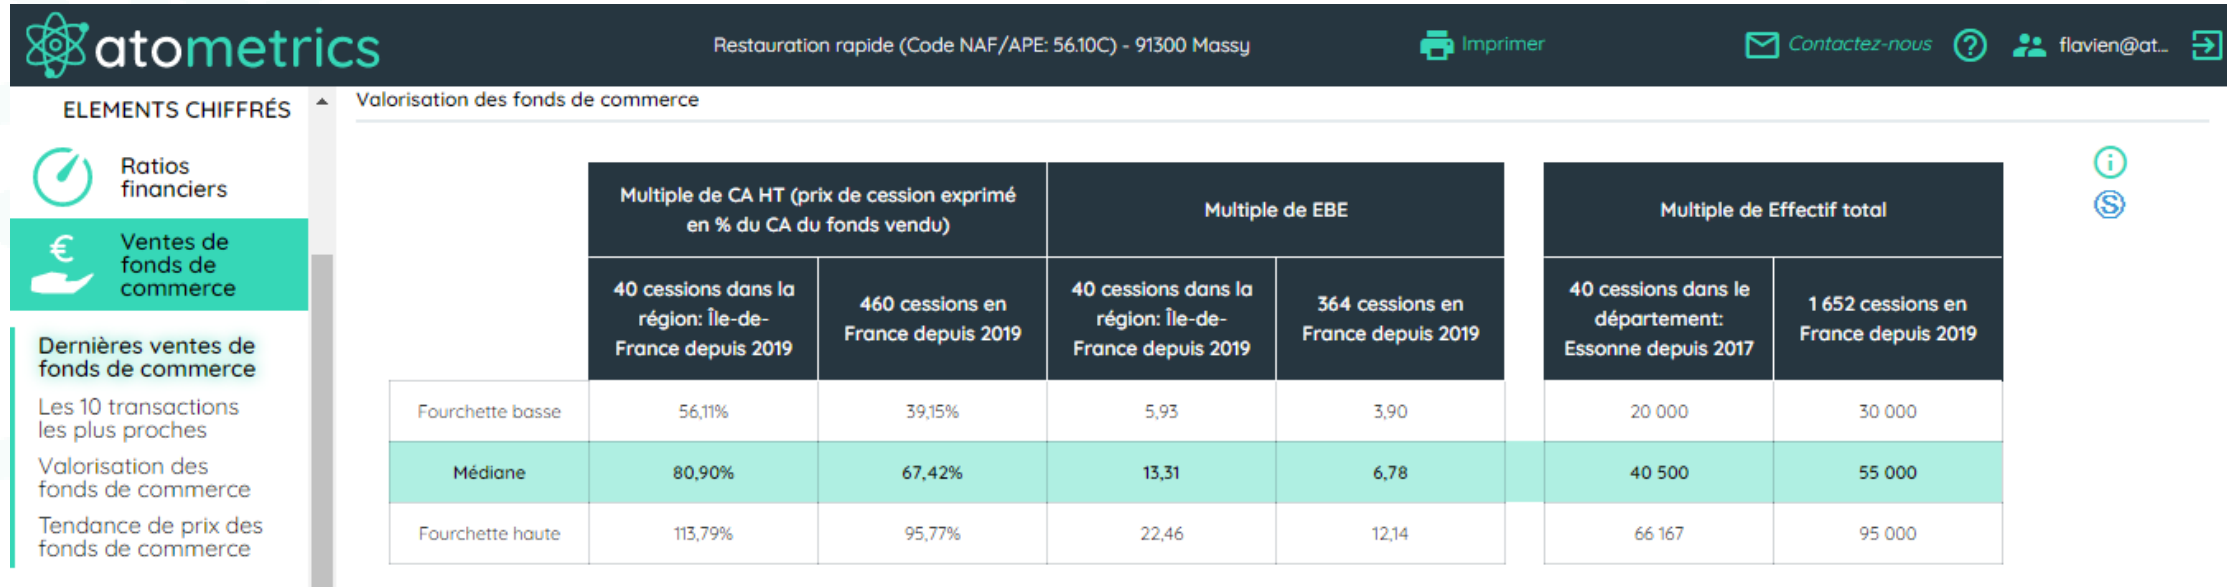 atometrics
Restauration rapide (Code NAF/APE: 56.10C) - 91300 Massy
Imprimer
Contactez-nous
flavien@at...
ELEMENTS CHIFFRÉS
Ratios
financiers
Ventes de
fonds de
commerce
Dernières ventes de
fonds de commerce
Les 10 transactions
les plus proches
Valorisation des
fonds de commerce
Tendance de prix des
fonds de commerce
Valorisation des fonds de commerce
Multiple de CA HT (prix de cession exprimé
en % du CA du fonds vendu)
Multiple de EBE
Multiple de Effectif total
40 cessions dans la
région: Île-de-
France depuis 2019
460 cessions en
France depuis 2019
40 cessions dans la
région: Île-de-
France depuis 2019
364 cessions en
France depuis 2019
40 cessions dans le
département:
Essonne depuis 2017
1 652 cessions en
France depuis 2019
Fourchette basse 56,11% 39,15% 5,93 3,90 20 000 30 000
Médiane 80,90% 67,42% 13,31 6,78 40 500 55 000
Fourchette haute 113,79% 95,77% 22,46 12,14 66 167 95 000